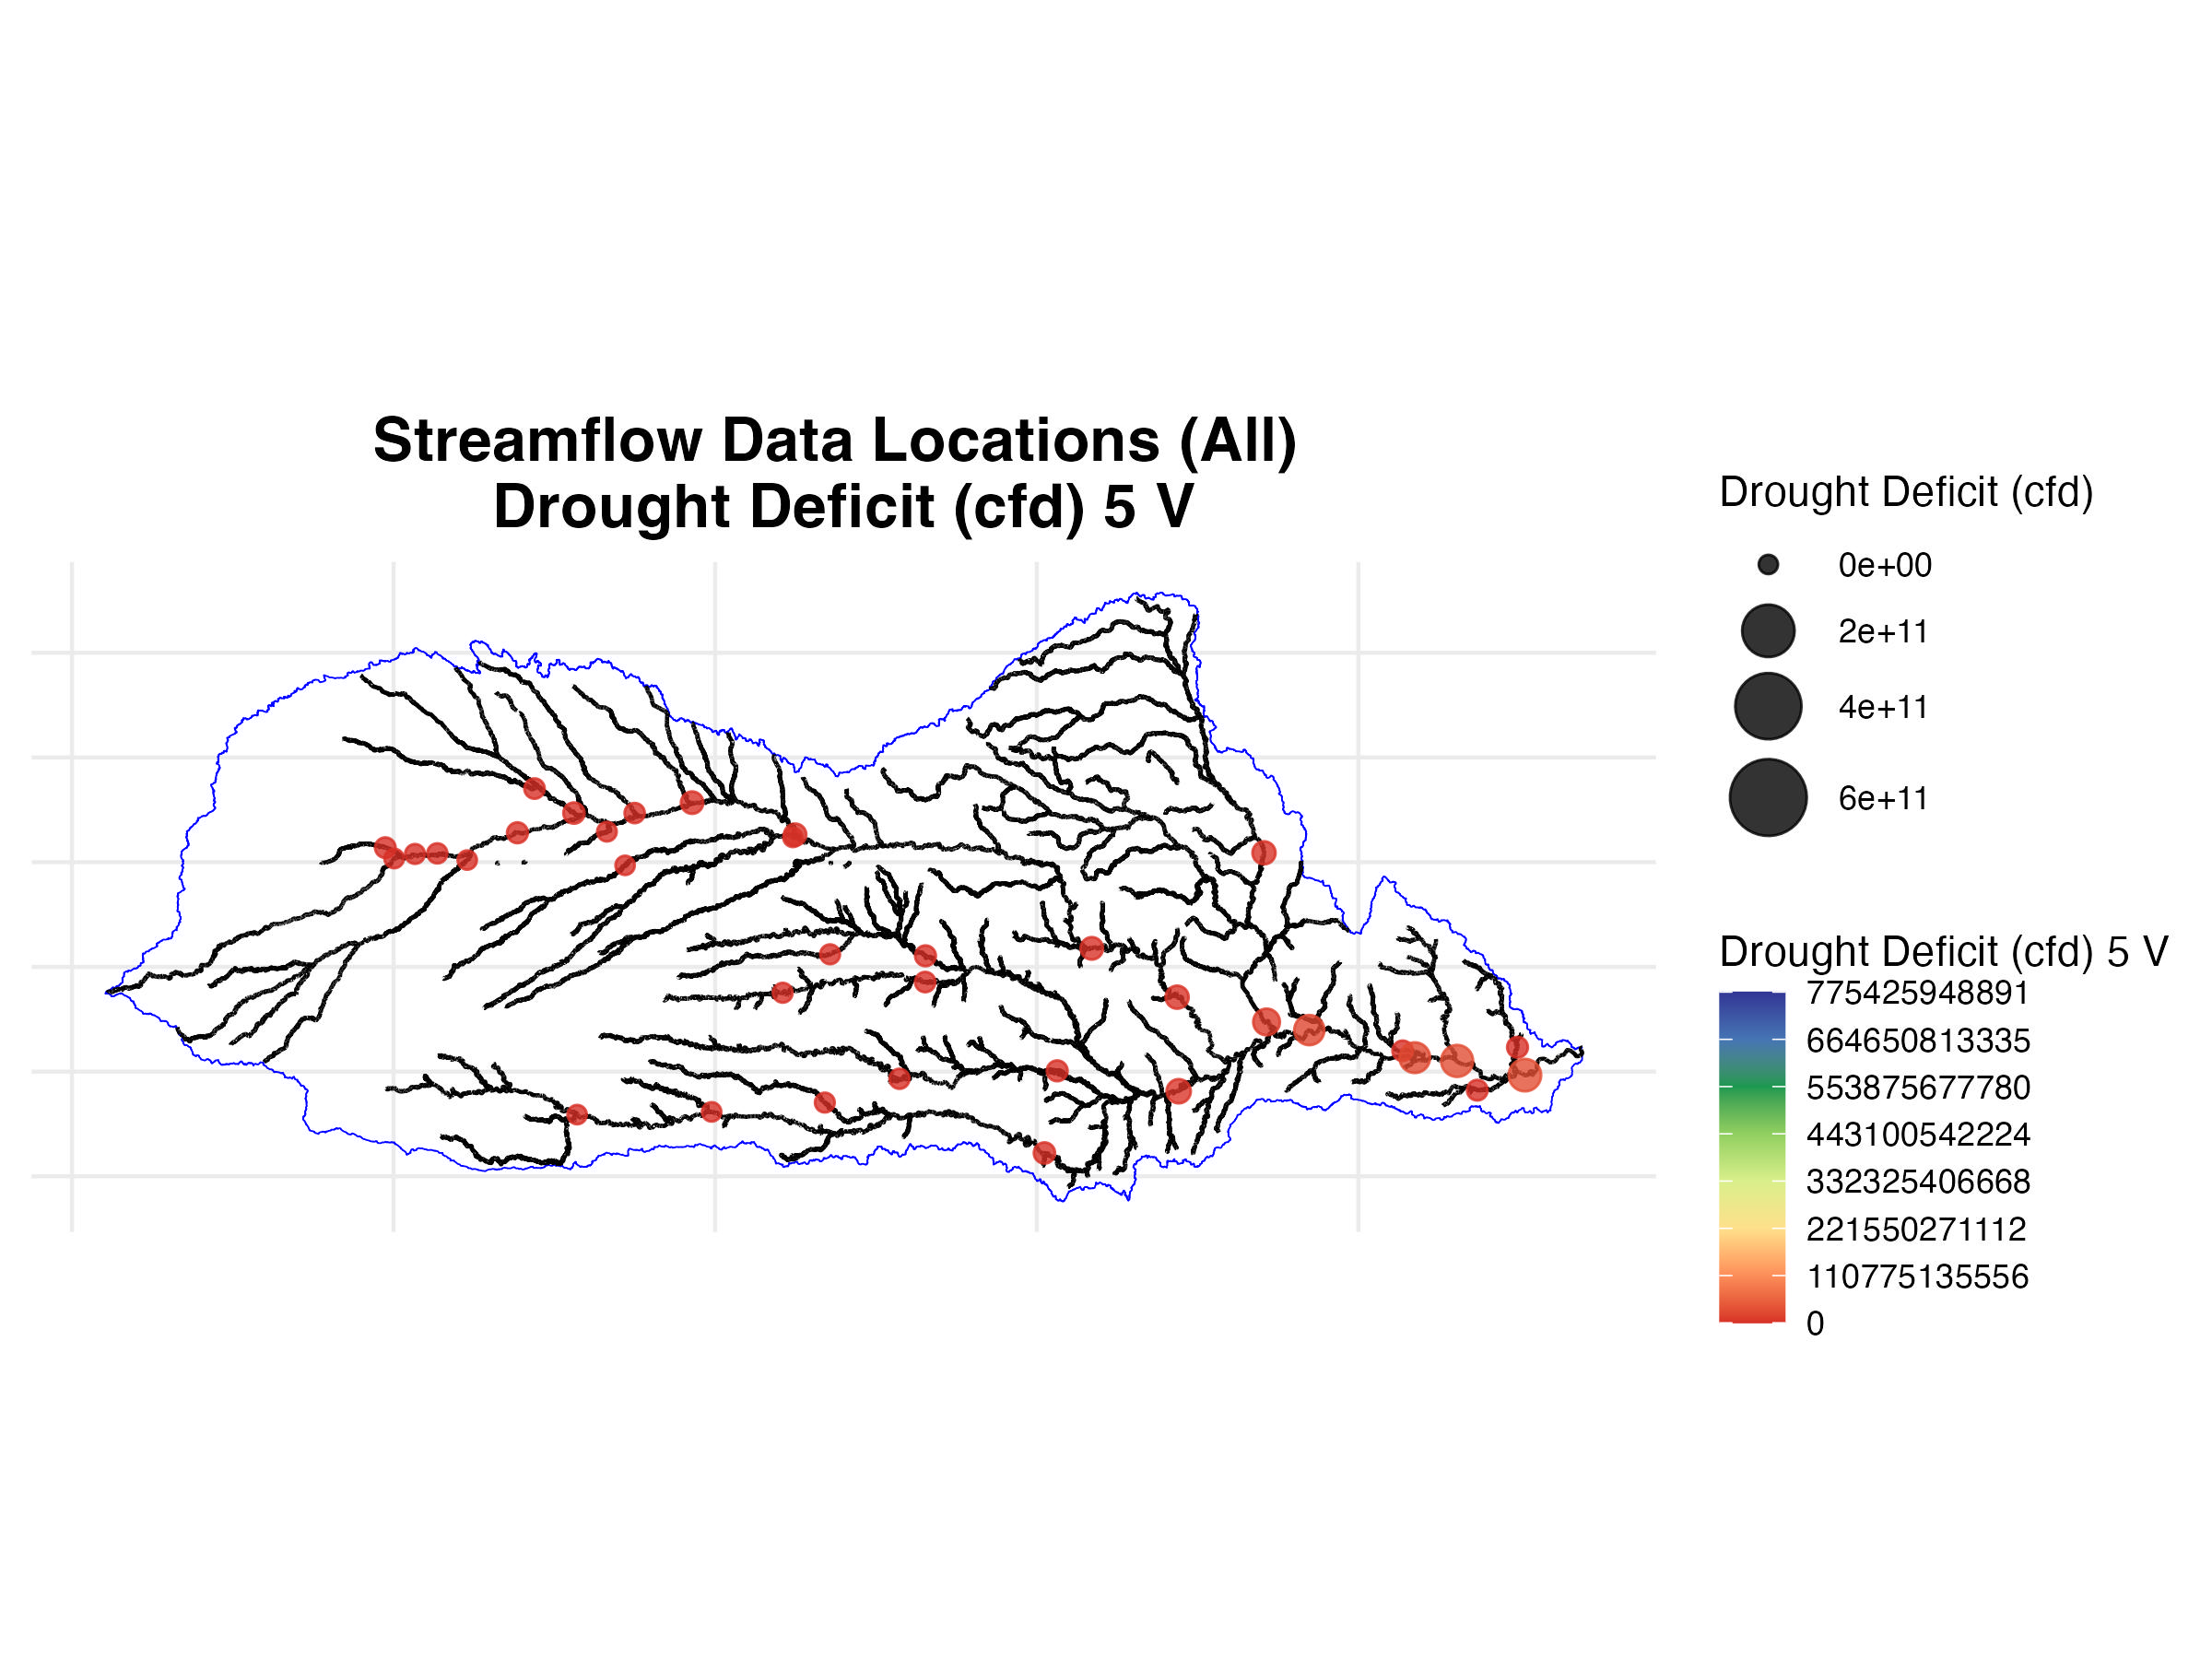 Streamflow Data Locations (All)
Drought Deficit (cfd) 5 V
Drought Deficit (cfd)
0e+00
2e+11
4e+11
6e+11
Drought Deficit (cfd) 5 V
775425948891
664650813335
553875677780
443100542224
332325406668
221550271112
110775135556
0